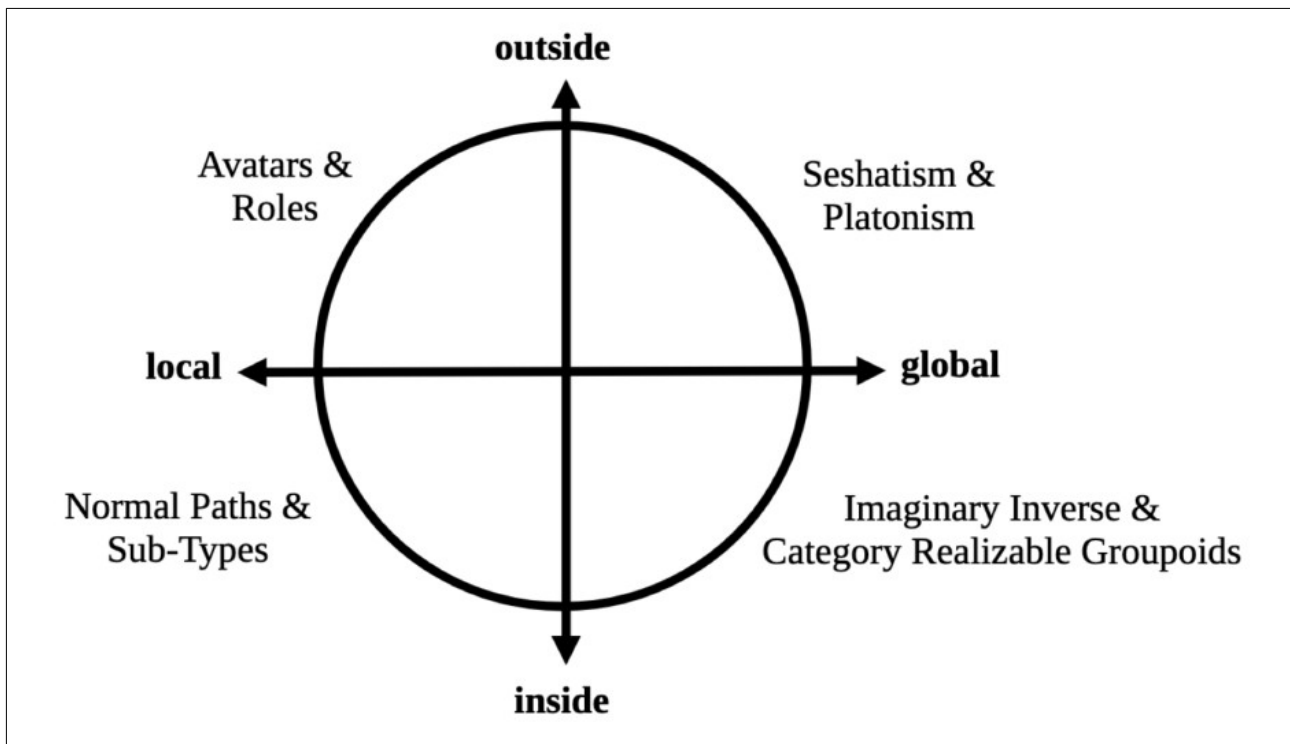 outside
Avatars &
Roles
Seshatism &
Platonism
local
global
Normal Paths &
Sub-Types
Imaginary Inverse &
Category Realizable Groupoids
inside